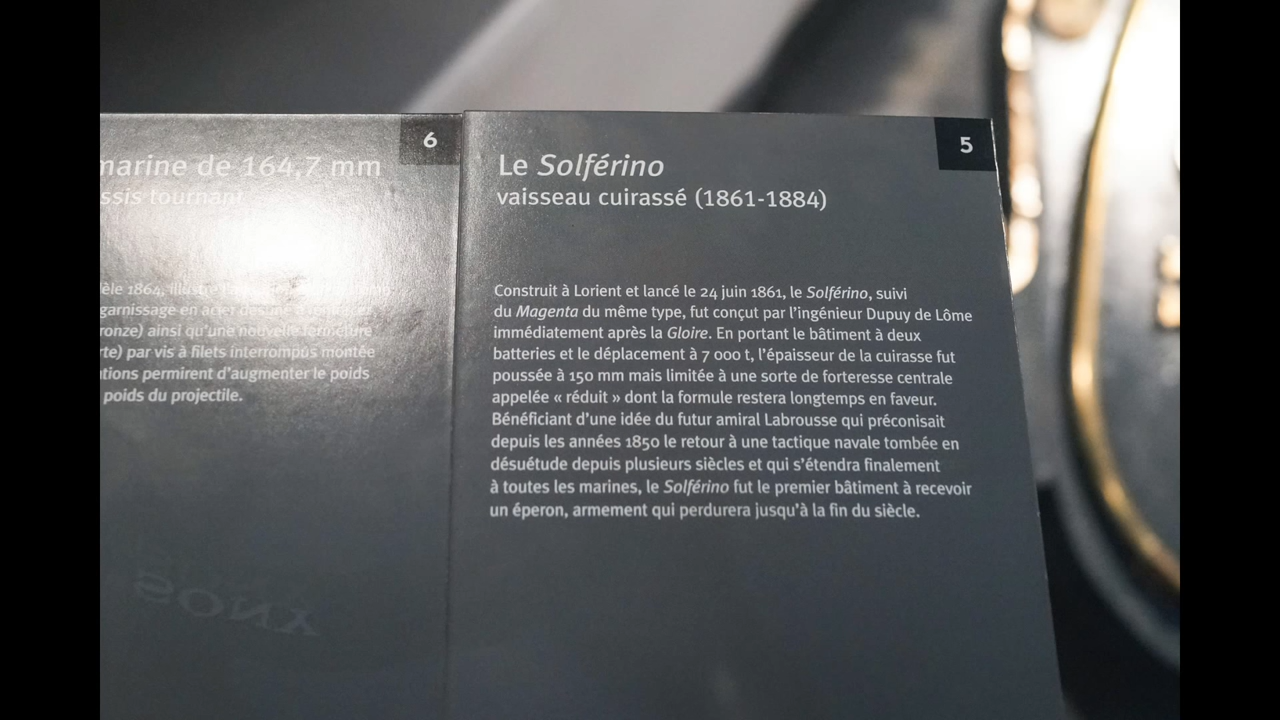 6
marine de 164,7 mm
ssis tournant
èle 1864, illustre
garnissage en acier
ronze) ainsi qu'une nouvelle fermeture
rte) par vis à filets interrompus montée
tions permirent d'augmenter le poids
poids du projectile.
SONY
5
Le Solférino
vaisseau cuirassé (1861-1884)
Construit à Lorient et lancé le 24 juin 1861, le Solférino, suivi
du Magenta du même type, fut conçut par l'ingénieur Dupuy de Lôme
immédiatement après la Gloire. En portant le bâtiment à deux
batteries et le déplacement à 7 000 t, l'épaisseur de la cuirasse fut
poussée à 150 mm mais limitée à une sorte de forteresse centrale
appelée « réduit » dont la formule restera longtemps en faveur.
Bénéficiant d'une idée du futur amiral Labrousse qui préconisait
depuis les années 1850 le retour à une tactique navale tombée en
désuétude depuis plusieurs siècles et qui s'étendra finalement
à toutes les marines, le Solférino fut le premier bâtiment à recevoir
un éperon, armement qui perdurera jusqu'à la fin du siècle.